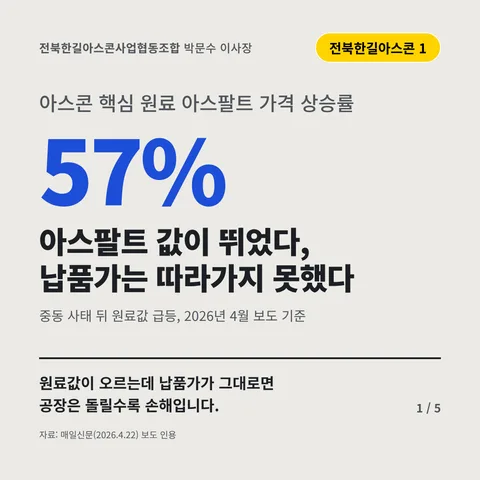 전북한길아스콘사업협동조합 박문수 이사장
전북한길아스콘 1
아스콘 핵심 원료 아스팔트 가격 상승률
57%
아스팔트 값이 뛰었다,
납품가는 따라가지 못했다
중동 사태 뒤 원료값 급등, 2026년 4월 보도 기준
원료값이 오르는데 납품가가 그대로면
공장은 돌릴수록 손해입니다.
1 / 5
자료: 매일신문(2026.4.22) 보도 인용